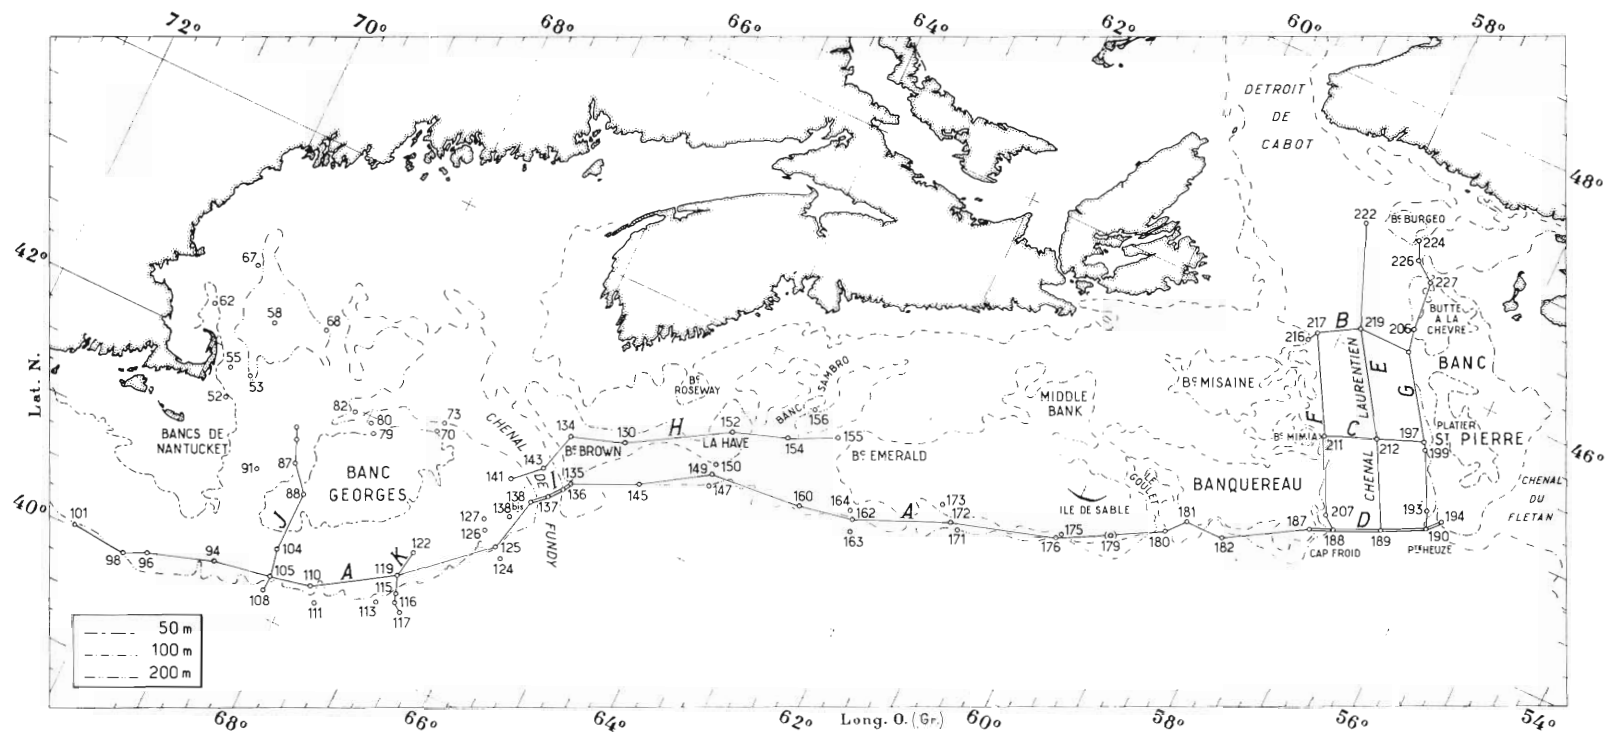 72° 70° 68° 66° 64° 62° 60° 58°
DETROIT
DE
CABOT
48°
222
Bc BURGEO
224
226
227
67
42°
62
58
68
BUTTE
A LA
CHEVRE
216
217
B
219
206
BANC
55
53
52
Bc
ROSEWAY
BANC SAMBRO
156
MIDDLE
BANK
Bc MISAINE
CHENAL LAURENTIEN
E
G
F
Lat. N.
82
80
79
73
70
BANCS DE
NANTUCKET
CHENAL
DE
FUNDY
134
130
H
152
LA HAVE
154
155
Bc EMERALD
Bc MIMIA
211
C
212
197
PLATIER
St PIERRE
199
46°
91
87
88
BANC
GEORGES
141
143
Bc BROWN
135
I
136
137
138
138 bis
145
149
150
147
LE
GOULET
BANQUEREAU
CHENAL
DU
FLETAN
40°
101
J
127
126
160
164
162
163
A
173
172
171
ILE DE SABLE
175
176
179
180
181
182
187
207
188
D
189
193
194
190
CAP FROID
Pte HEUZE
98
96
94
104
105
108
110
111
A
113
K
122
119
115
116
117
125
124
50 m
100 m
200 m
68° 66° 64° 62° Long. O. (Gr.) 60° 58° 56° 54°